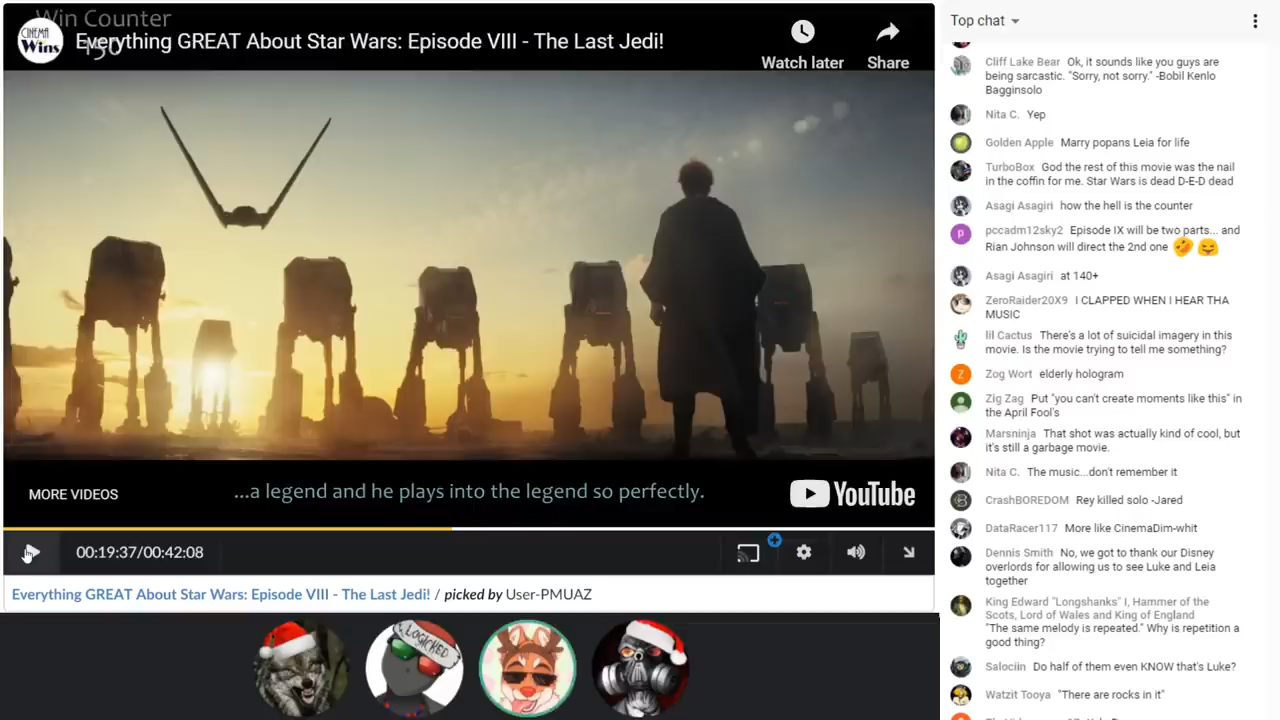 Win Counter
150
CINEMA
Wins
Everything GREAT About Star Wars: Episode VIII - The Last Jedi!
Watch later
Share
...a legend and he plays into the legend so perfectly.
MORE VIDEOS
YouTube
00:19:37/00:42:08
Everything GREAT About Star Wars: Episode VIII - The Last Jedi! / picked by User-PMUAZ
LOGICKED
Top chat
Cliff Lake Bear Ok, it sounds like you guys are
being sarcastic. "Sorry, not sorry." -Bobil Kenlo
Bagginsolo
Nita C. Yep
Golden Apple Marry popans Leia for life
TurboBox God the rest of this movie was the nail
in the coffin for me. Star Wars is dead D-E-D dead
Asagi Asagiri how the hell is the counter
P
pccadm12sky2 Episode IX will be two parts... and
Rian Johnson will direct the 2nd one
Asagi Asagiri at 140+
ZeroRaider20X9 I CLAPPED WHEN I HEAR THA
MUSIC
lil Cactus There's a lot of suicidal imagery in this
movie. Is the movie trying to tell me something?
Z
Zog Wort elderly hologram
Zig Zag Put "you can't create moments like this" in
the April Fool's
Marsninja That shot was actually kind of cool, but
it's still a garbage movie.
Nita C. The music...don't remember it
CrashBOREDOM Rey killed solo -Jared
DataRacer117 More like CinemaDim-whit
Dennis Smith No, we got to thank our Disney
overlords for allowing us to see Luke and Leia
together
King Edward "Longshanks" I, Hammer of the
Scots, Lord of Wales and King of England
"The same melody is repeated." Why is repetition a
good thing?
Salociin Do half of them even KNOW that's Luke?
Watzit Tooya "There are rocks in it"